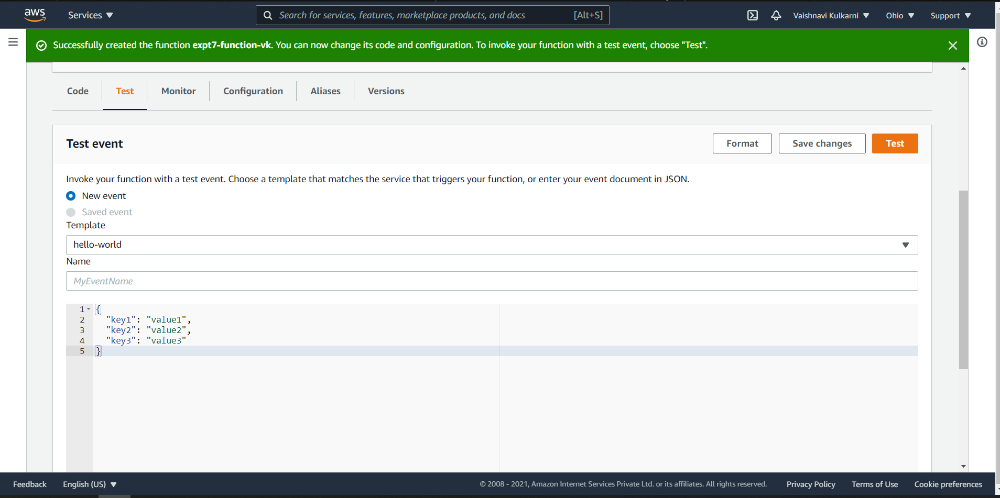 aws Services Search for services, features, marketplace products, and docs [Alt+S] Vaishnavi Kulkarni Ohio Support
Successfully created the function expt7-function-vk. You can now change its code and configuration. To invoke your function with a test event, choose "Test".
Code Test Monitor Configuration Aliases Versions
Test event Format Save changes Test
Invoke your function with a test event. Choose a template that matches the service that triggers your function, or enter your event document in JSON.
New event
Saved event
Template
hello-world
Name
MyEventName
1 {
2 "key1": "value1",
3 "key2": "value2",
4 "key3": "value3"
5 }
Feedback English (US) © 2008 - 2021, Amazon Internet Services Private Ltd. or its affiliates. All rights reserved. Privacy Policy Terms of Use Cookie preferences